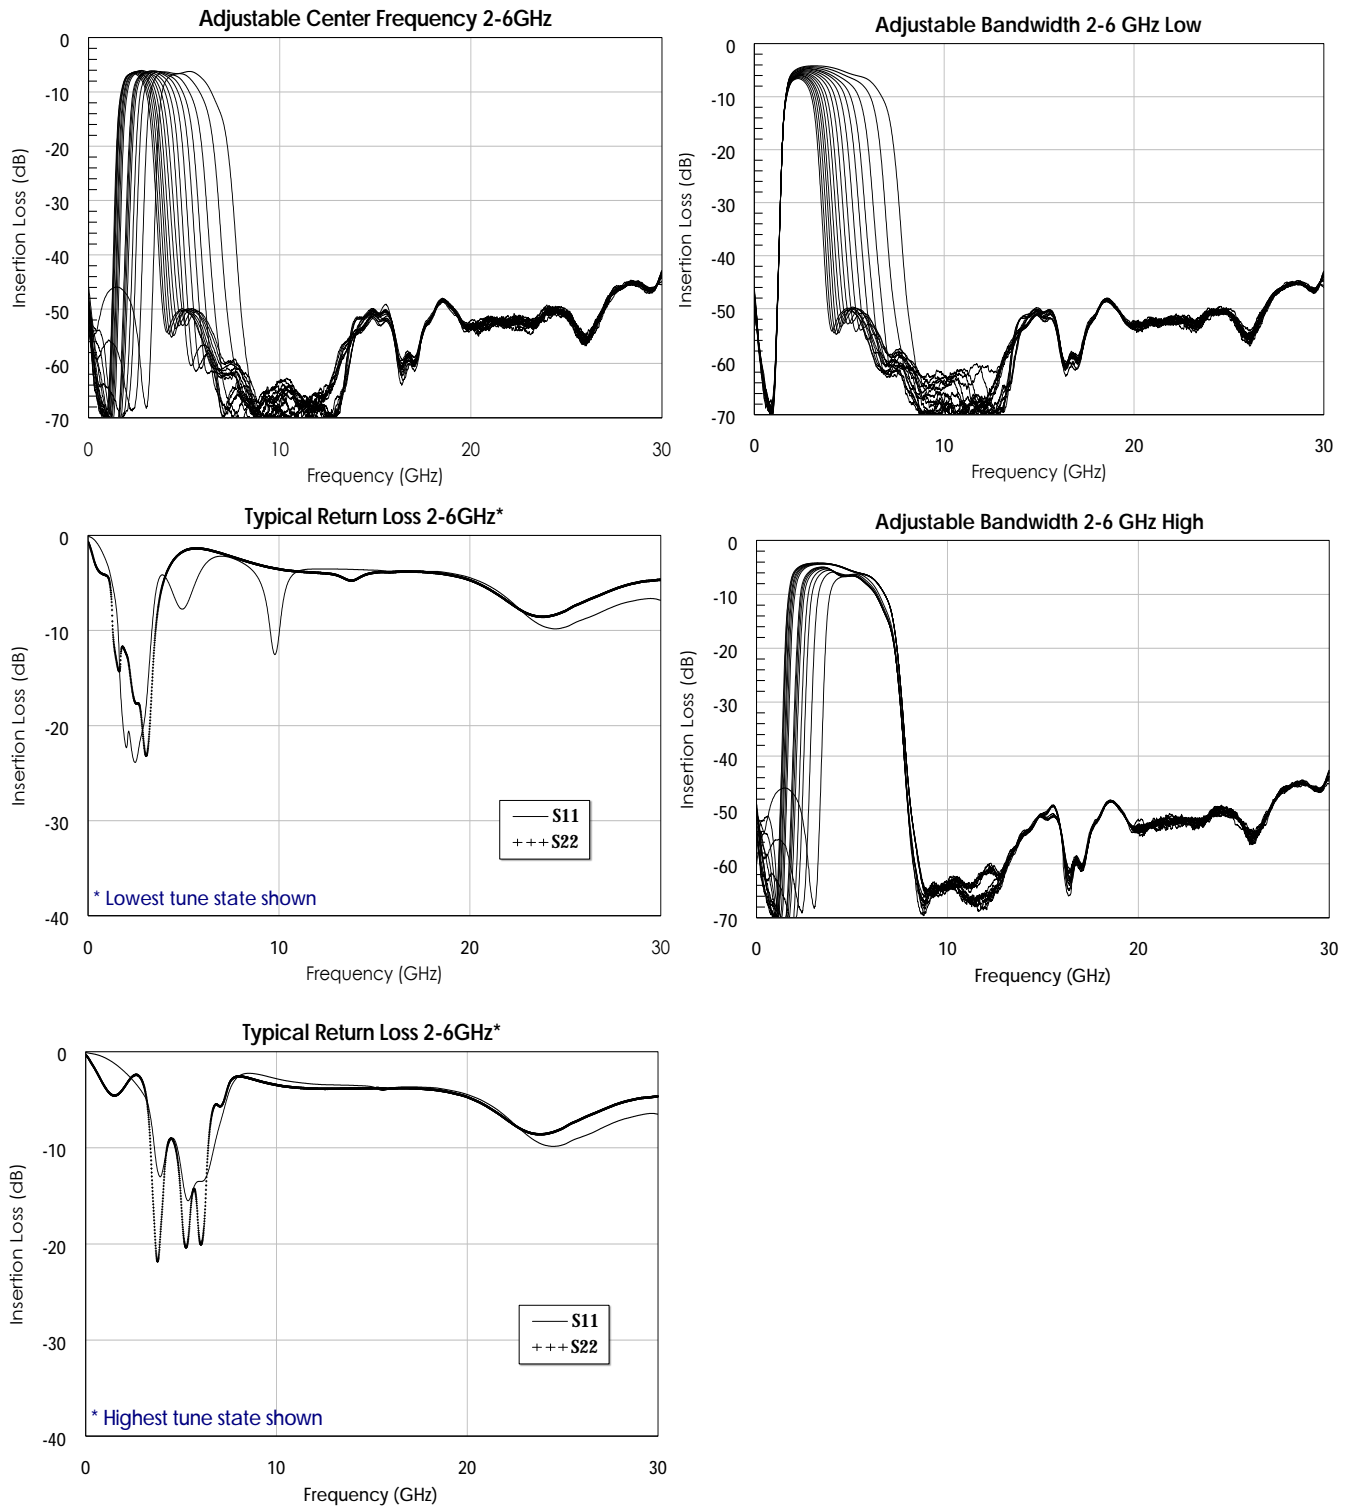 Adjustable Center Frequency 2-6GHz
0
-10
-20
-30
-40
-50
-60
-70
Insertion Loss (dB)
0 10 20 30
Frequency (GHz)
Adjustable Bandwidth 2-6 GHz Low
0
-10
-20
-30
-40
-50
-60
-70
Insertion Loss (dB)
0 10 20 30
Frequency (GHz)
Typical Return Loss 2-6GHz*
0
-10
-20
-30
-40
Insertion Loss (dB)
S11
+++S22
* Lowest tune state shown
0 10 20 30
Frequency (GHz)
Adjustable Bandwidth 2-6 GHz High
0
-10
-20
-30
-40
-50
-60
-70
Insertion Loss (dB)
0 10 20 30
Frequency (GHz)
Typical Return Loss 2-6GHz*
0
-10
-20
-30
-40
Insertion Loss (dB)
S11
+++S22
* Highest tune state shown
0 10 20 30
Frequency (GHz)